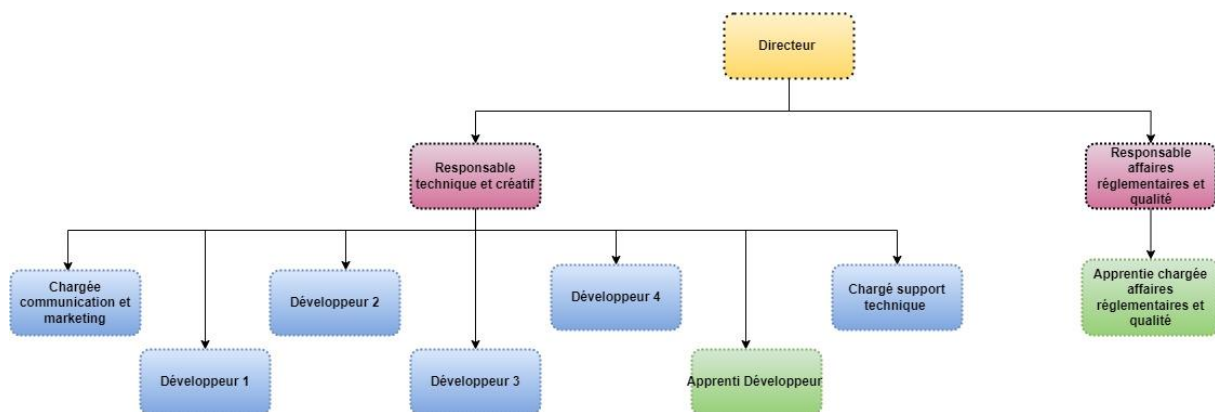 Directeur
Responsable
technique et créatif
Responsable
affaires
réglementaires et
qualité
Chargée
communication et
marketing
Développeur 2
Développeur 4
Chargé support
technique
Apprentie chargée
affaires
réglementaires et
qualité
Développeur 1
Développeur 3
Apprenti Développeur